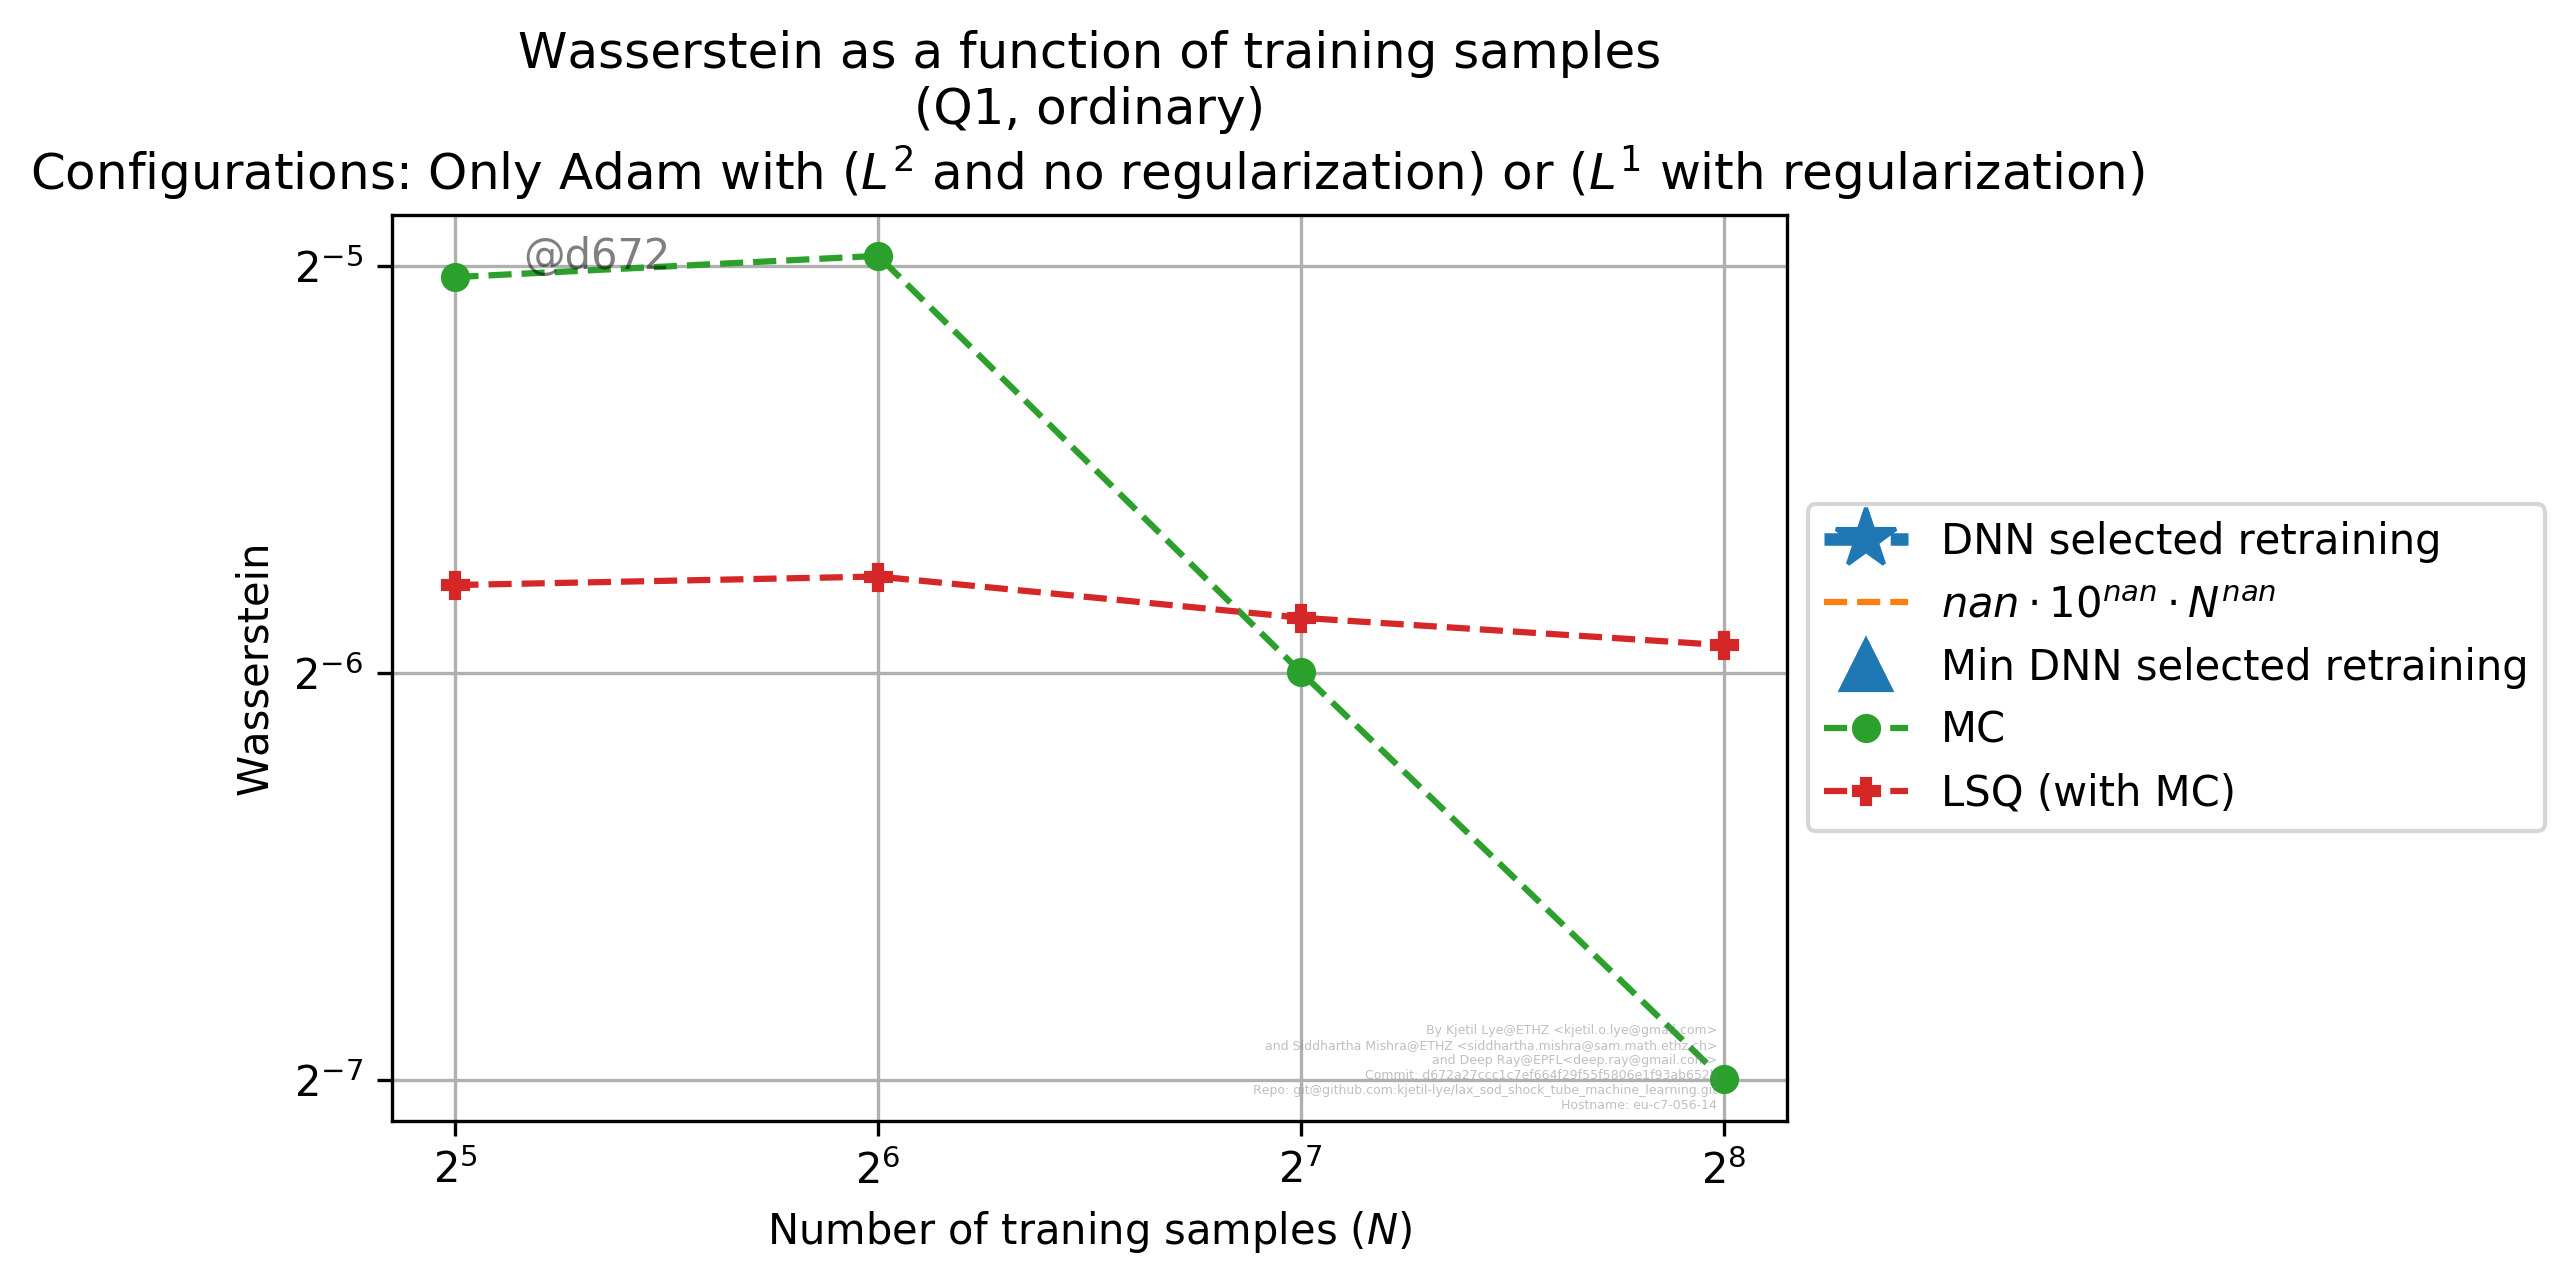 Wasserstein as a function of training samples
(Q1, ordinary)
Configurations: Only Adam with (L² and no regularization) or (L¹ with regularization)
@d672
2⁻⁵
2⁻⁶
2⁻⁷
Wasserstein
DNN selected retraining
nan · 10ⁿᵃⁿ · Nⁿᵃⁿ
Min DNN selected retraining
MC
LSQ (with MC)
By Kjetil Lye@ETHZ <kjetil.o.lye@gmail.com>
and Siddhartha Mishra@ETHZ <siddhartha.mishra@sam.math.ethz.ch>
and Deep Ray@EPFL<deep.ray@gmail.com>
Commit:
Repo: git@github.com:kjetil-lye/lax_sod_shock_tube_machine_learning.git
Hostname: eu-c7-056-14
2⁵ 2⁶ 2⁷ 2⁸
Number of traning samples (N)